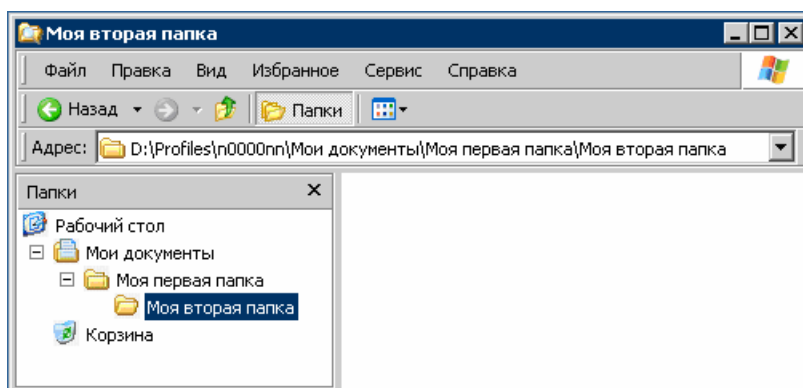 Моя вторая папка
Файл Правка Вид Избранное Сервис Справка
Назад Папки
Адрес: D:\Profiles\n0000nn\Мои документы\Моя первая папка\Моя вторая папка
Папки
Рабочий стол
Мои документы
Моя первая папка
Моя вторая папка
Корзина